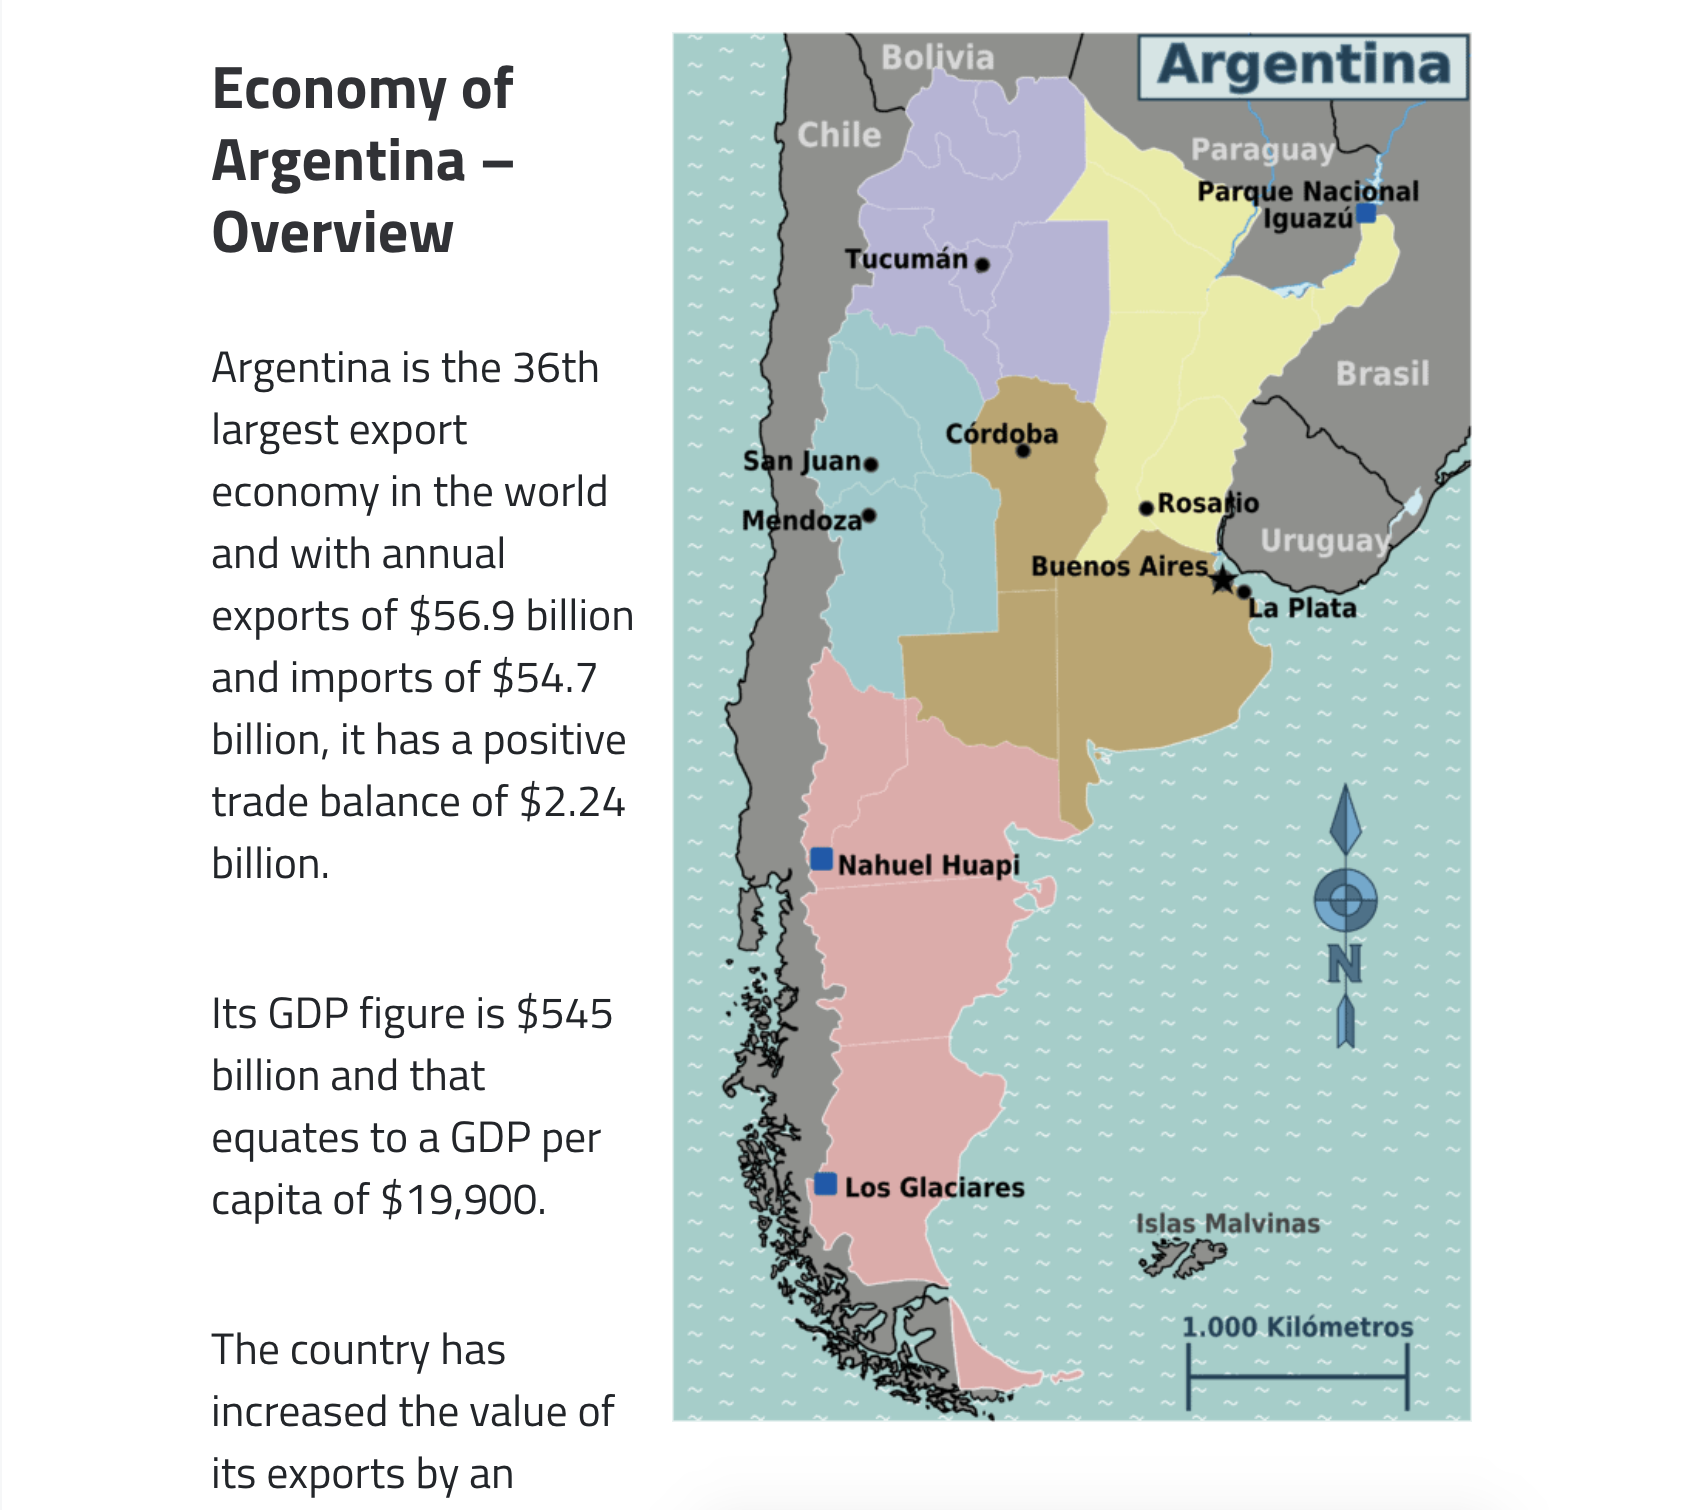 Economy of
Argentina –
Overview
Argentina is the 36th
largest export
economy in the world
and with annual
exports of $56.9 billion
and imports of $54.7
billion, it has a positive
trade balance of $2.24
billion.
Its GDP figure is $545
billion and that
equates to a GDP per
capita of $19,900.
The country has
increased the value of
its exports by an
Argentina
Bolivia
Chile
Paraguay
Parque Nacional
Iguazú
Tucumán
Brasil
Córdoba
San Juan
Rosario
Mendoza
Uruguay
Buenos Aires
La Plata
Nahuel Huapi
N
Los Glaciares
Islas Malvinas
1.000 Kilómetros